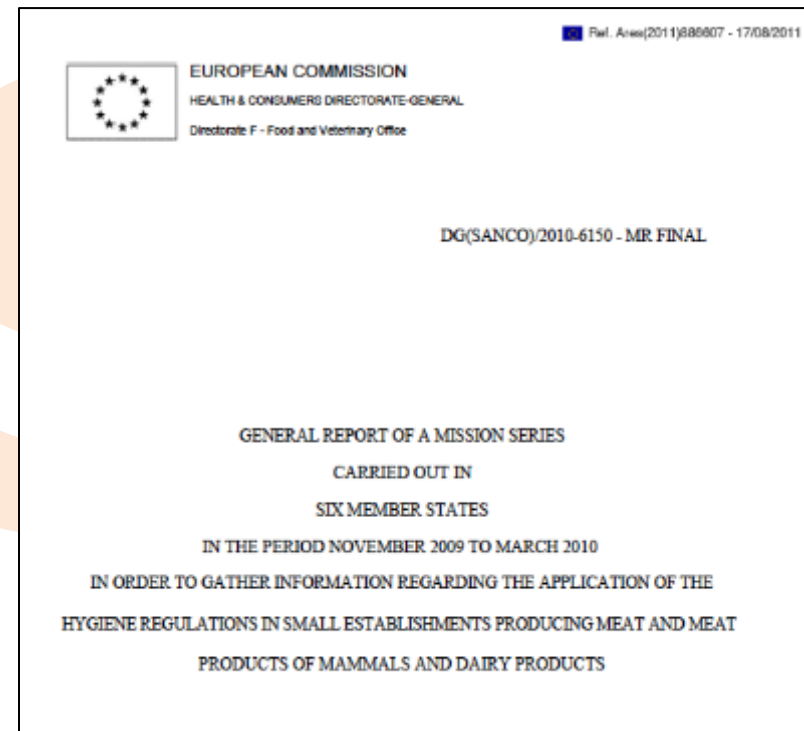 Ref. Ares(2011)886607 - 17/08/2011
EUROPEAN COMMISSION
HEALTH & CONSUMERS DIRECTORATE-GENERAL
Directorate F - Food and Veterinary Office
DG(SANCO)/2010-6150 - MR FINAL
GENERAL REPORT OF A MISSION SERIES
CARRIED OUT IN
SIX MEMBER STATES
IN THE PERIOD NOVEMBER 2009 TO MARCH 2010
IN ORDER TO GATHER INFORMATION REGARDING THE APPLICATION OF THE
HYGIENE REGULATIONS IN SMALL ESTABLISHMENTS PRODUCING MEAT AND MEAT
PRODUCTS OF MAMMALS AND DAIRY PRODUCTS